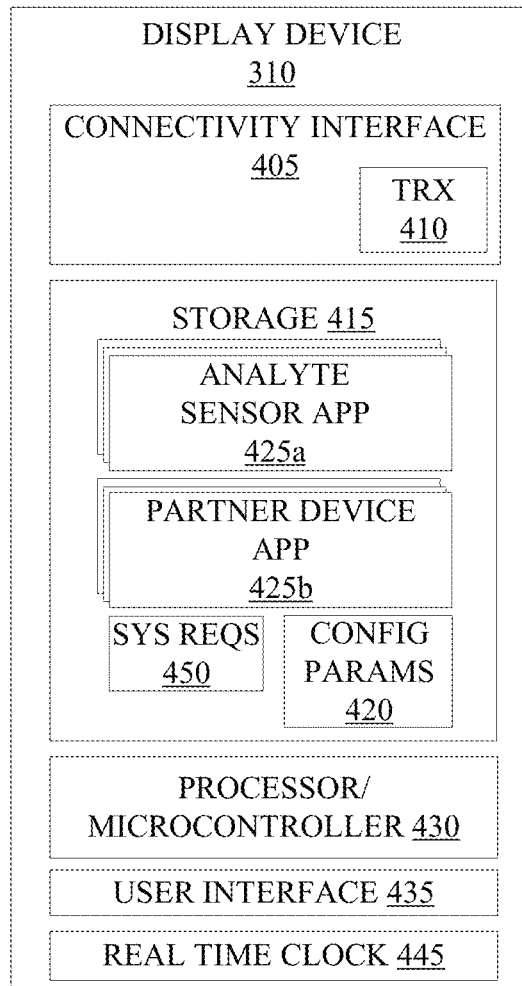 DISPLAY DEVICE
310
CONNECTIVITY INTERFACE
405
TRX
410
STORAGE 415
ANALYTE
SENSOR APP
425a
PARTNER DEVICE
APP
425b
SYS REQS
450
CONFIG
PARAMS
420
PROCESSOR/
MICROCONTROLLER 430
USER INTERFACE 435
REAL TIME CLOCK 445